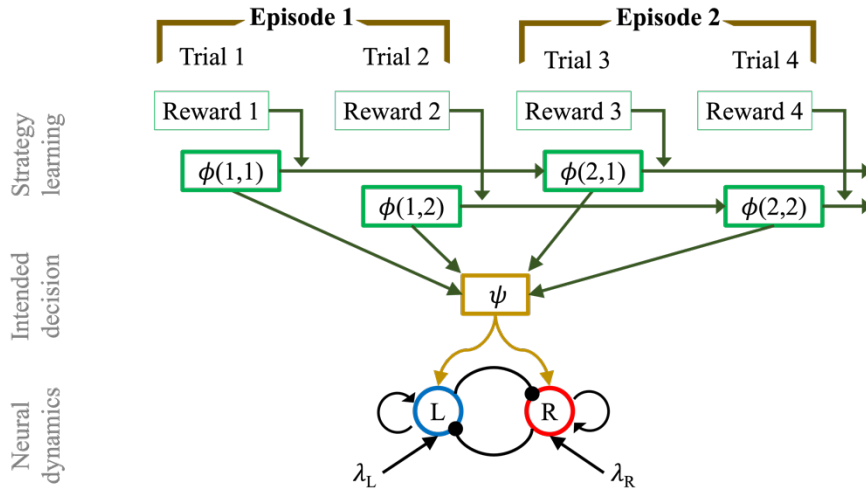 Episode 1
Episode 2
Trial 1
Trial 2
Trial 3
Trial 4
Reward 1
Reward 2
Reward 3
Reward 4
Strategy
learning
ϕ(1,1)
ϕ(2,1)
ϕ(1,2)
ϕ(2,2)
Intended
decision
ψ
Neural
dynamics
L
R
λL
λR